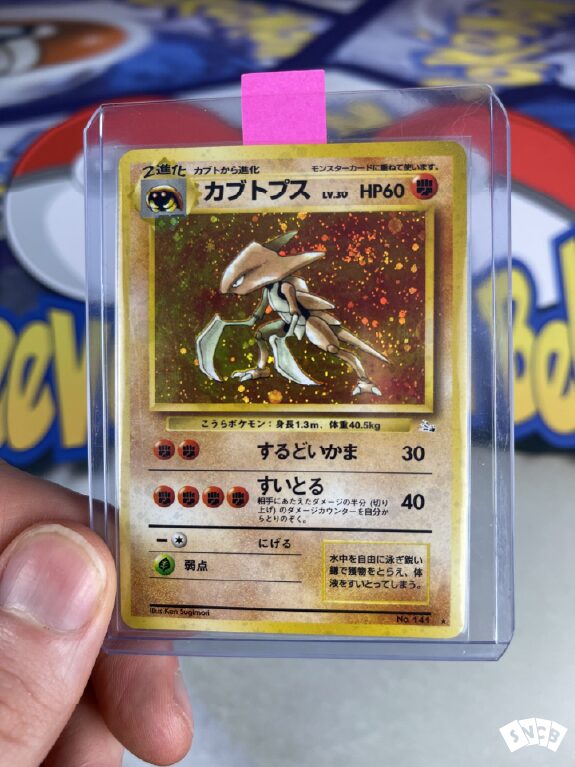 2進化 カブトから進化 モンスターカードに重ねて使います。
カブトプス LV.30 HP60
こうらポケモン：身長1.3m、体重40.5kg
するどいかま 30
すいとる 40
相手にあたえたダメージの半分（切り
上げ）のダメージカウンターを自分か
らとりのぞく。
にげる
弱点
水中を自由に泳ぎ鋭い
鎌で獲物をとらえ、体
液をすいとってしまう。
Illus. Ken Sugimori
No. 141 ★
SNCB